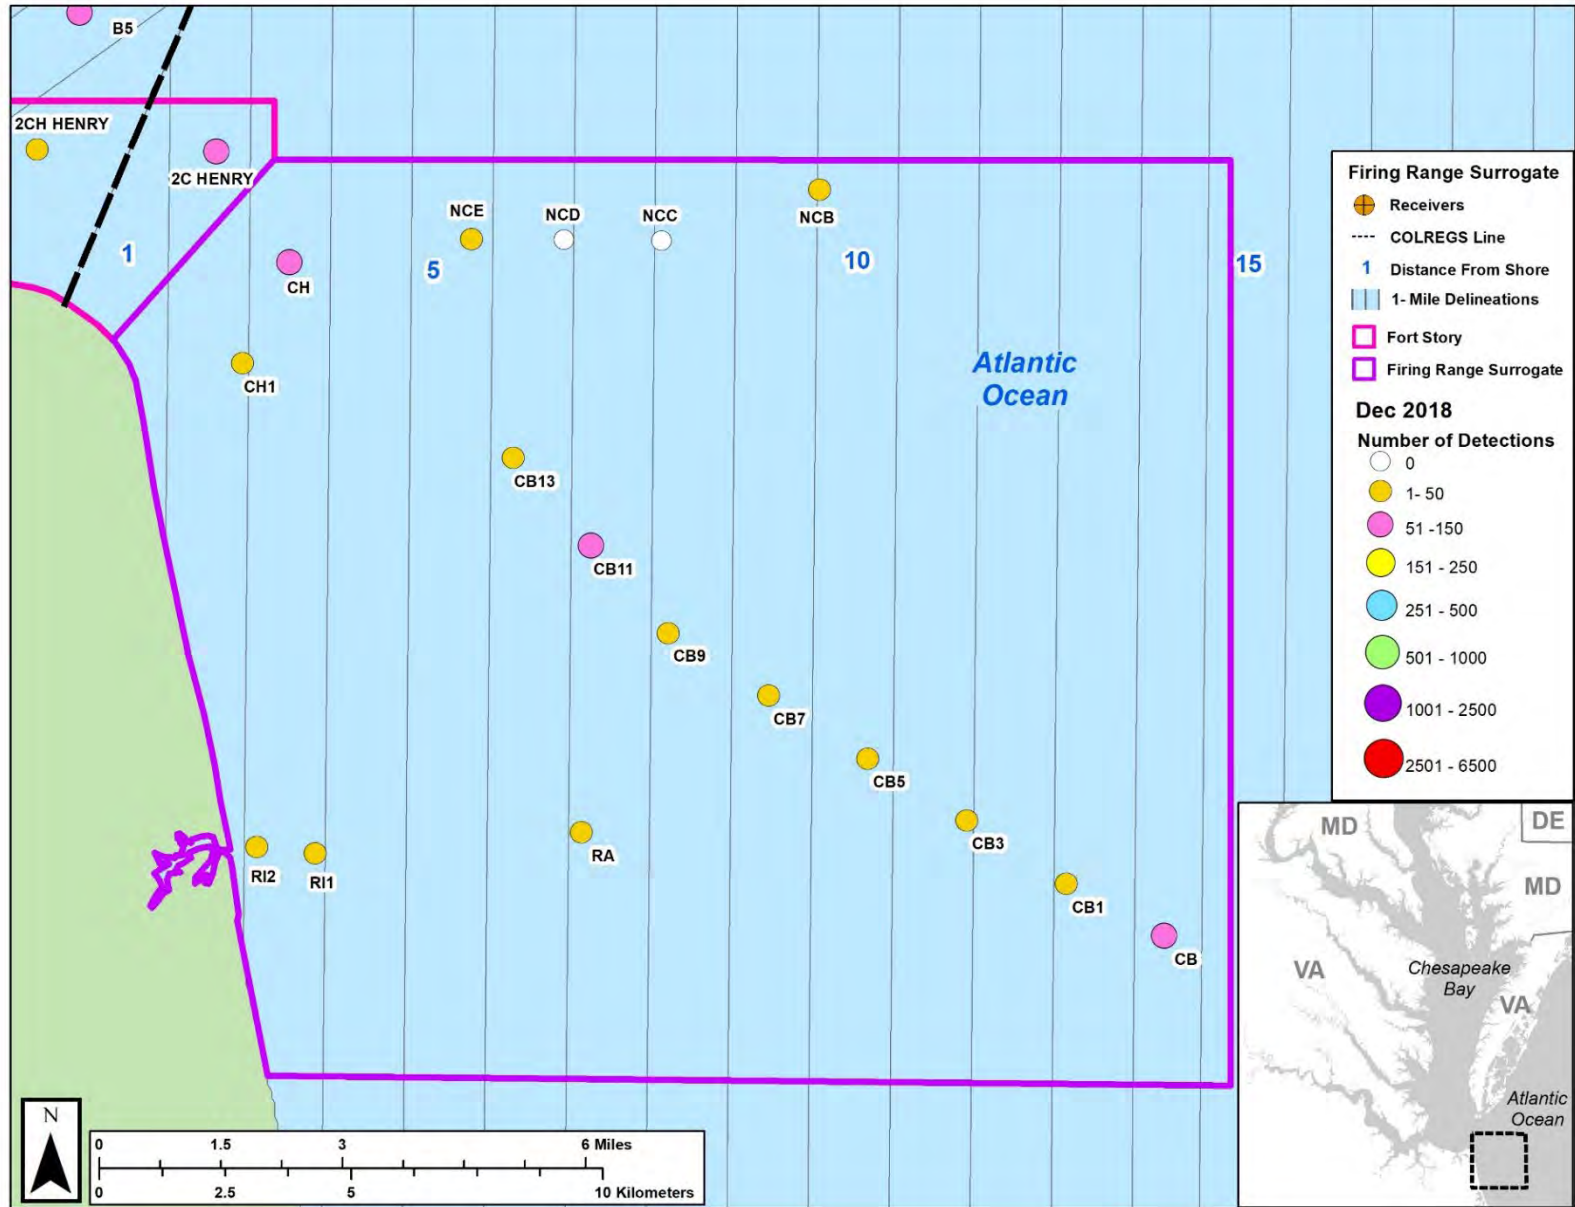 B5
2CH HENRY
2C HENRY
NCE
NCD
NCC
NCB
1
CH
5
10
15
CH1
Atlantic
Ocean
CB13
CB11
CB9
CB7
CB5
CB3
RA
RI2
RI1
CB1
CB
Firing Range Surrogate
Receivers
COLREGS Line
1 Distance From Shore
1- Mile Delineations
Fort Story
Firing Range Surrogate
Dec 2018
Number of Detections
0
1- 50
51 -150
151 - 250
251 - 500
501 - 1000
1001 - 2500
2501 - 6500
MD
DE
MD
VA
Chesapeake
Bay
VA
Atlantic
Ocean
N
0 1.5 3 6 Miles
0 2.5 5 10 Kilometers